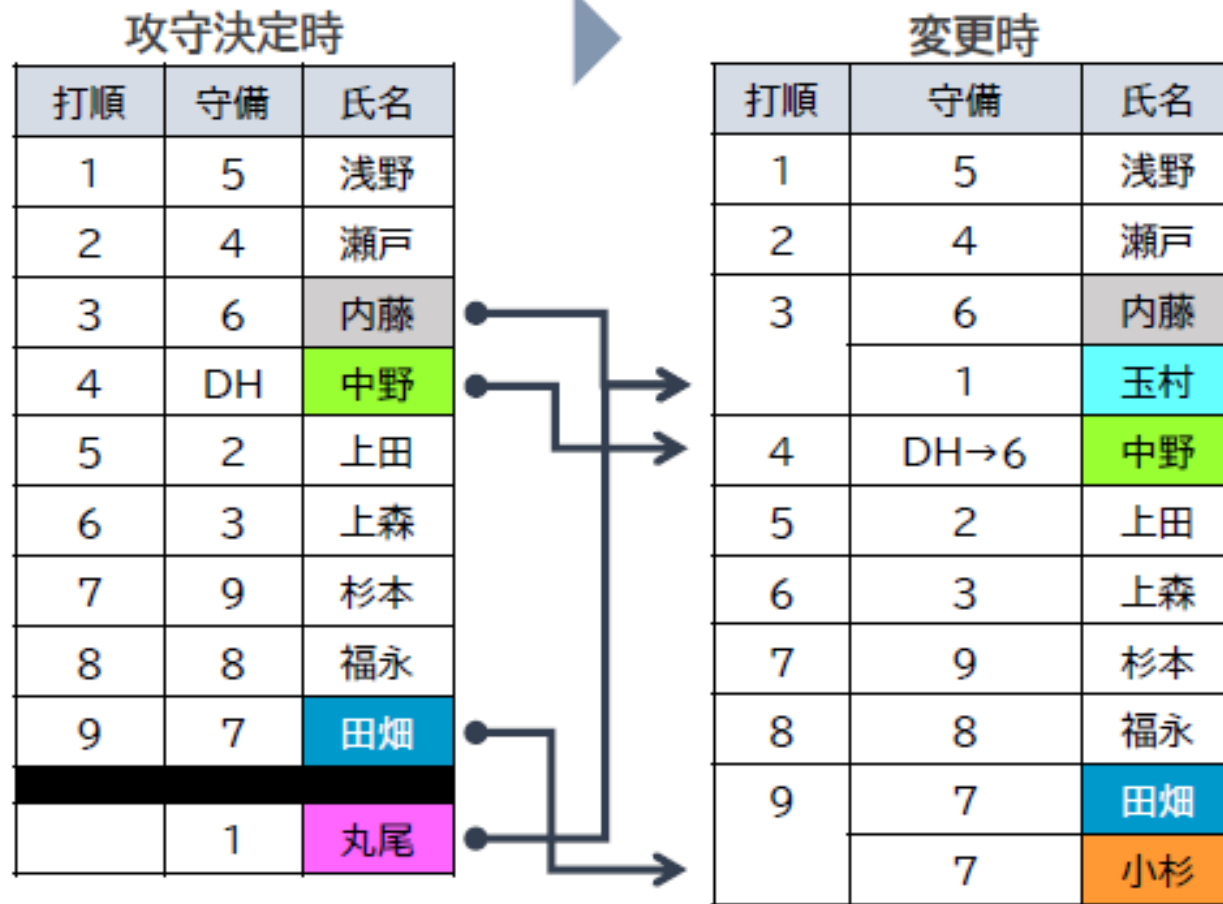 攻守決定時
打順 守備 氏名
1 5 浅野
2 4 瀬戸
3 6 内藤
4 DH 中野
5 2 上田
6 3 上森
7 9 杉本
8 8 福永
9 7 田畑
1 丸尾
変更時
打順 守備 氏名
1 5 浅野
2 4 瀬戸
3 6 内藤
1 玉村
4 DH→6 中野
5 2 上田
6 3 上森
7 9 杉本
8 8 福永
9 7 田畑
7 小杉